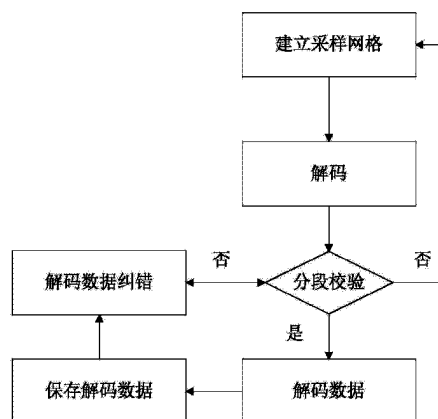 建立采样网格
解码
否
否
解码数据纠错
分段校验
是
保存解码数据
解码数据